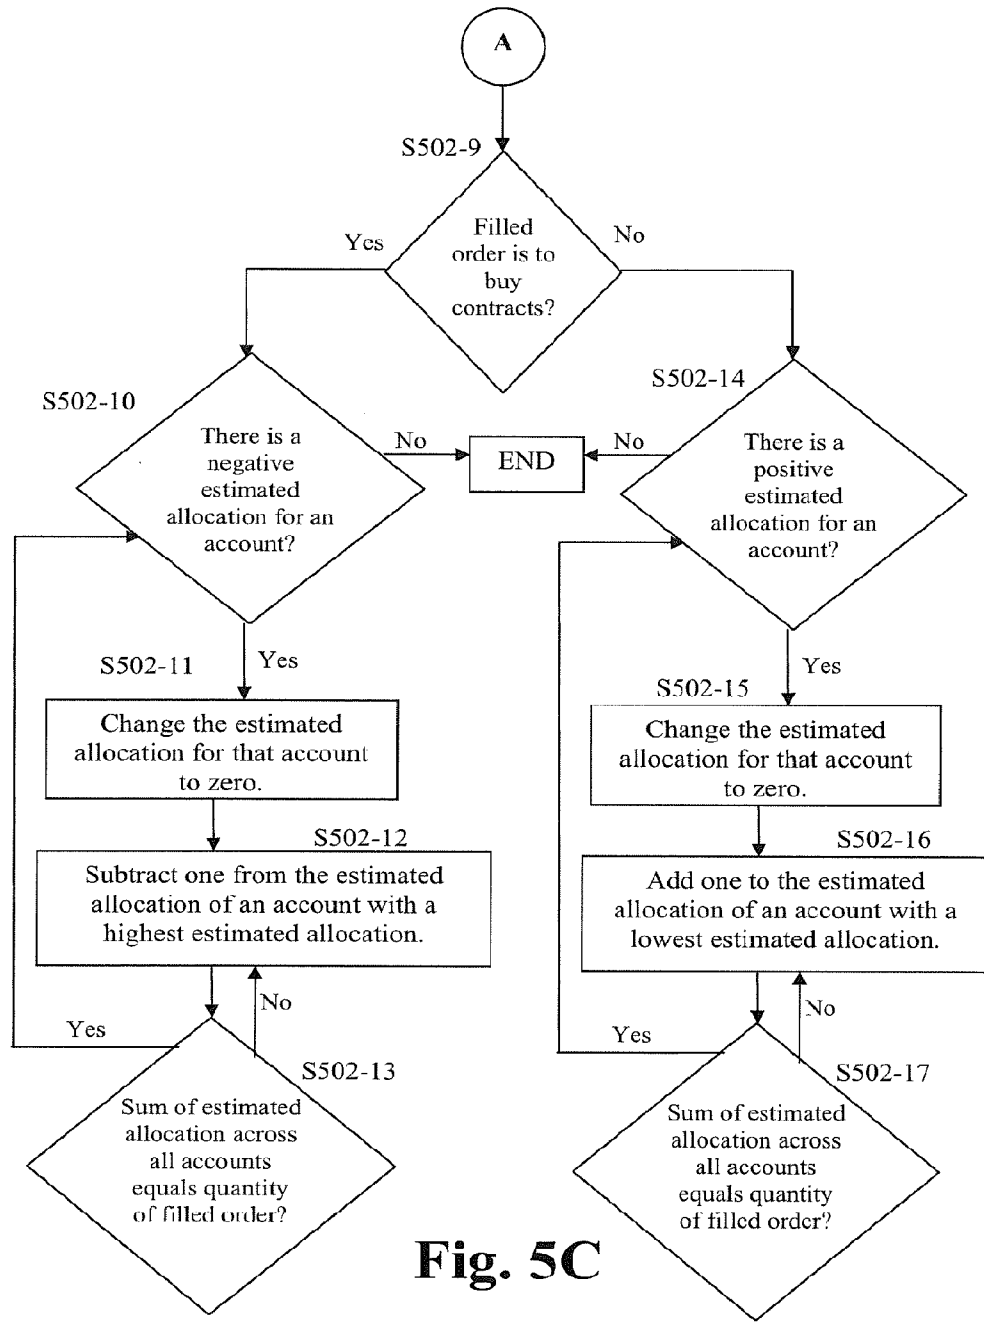 A
S502-9
Filled
order is to
buy
contracts?
Yes
No
S502-10
There is a
negative
estimated
allocation for an
account?
No
END
No
S502-14
There is a
positive
estimated
allocation for an
account?
S502-11
Yes
Change the estimated
allocation for that account
to zero.
S502-12
Subtract one from the estimated
allocation of an account with a
highest estimated allocation.
No
Yes
S502-13
Sum of estimated
allocation across
all accounts
equals quantity
of filled order?
S502-15
Yes
Change the estimated
allocation for that account
to zero.
S502-16
Add one to the estimated
allocation of an account with a
lowest estimated allocation.
No
Yes
S502-17
Sum of estimated
allocation across
all accounts
equals quantity
of filled order?
Fig. 5C